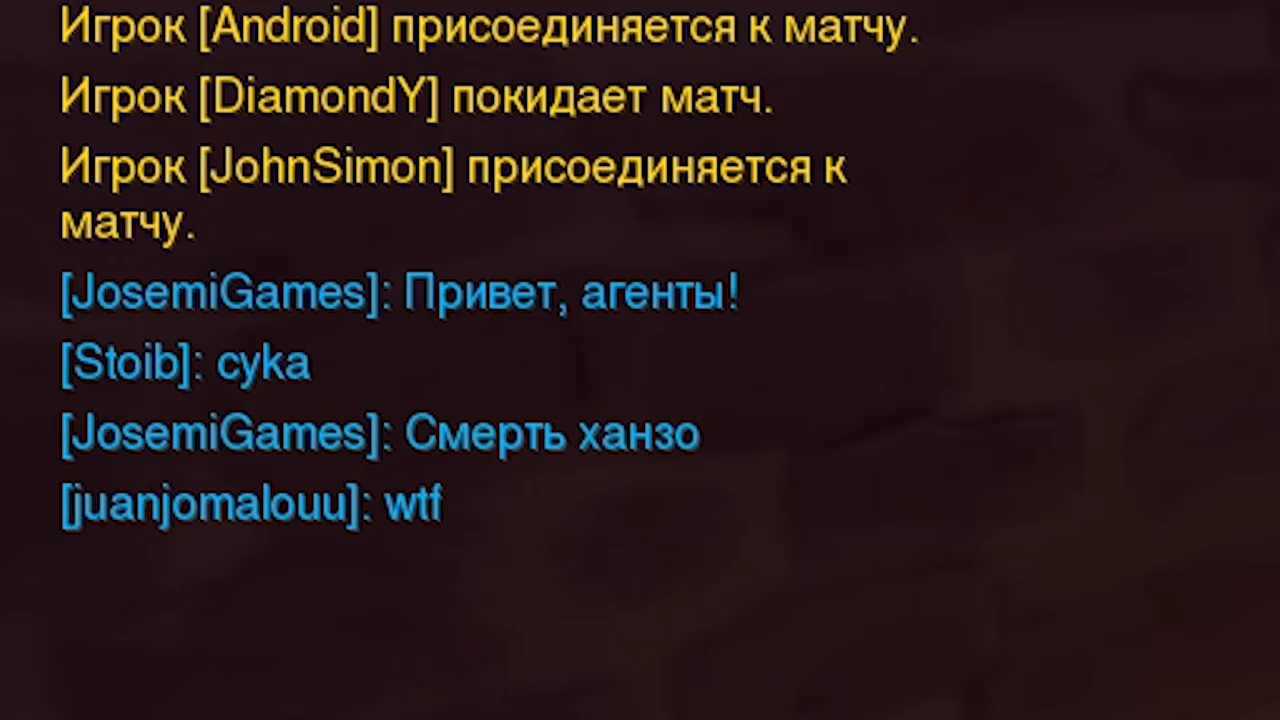 Игрок [Android] присоединяется к матчу.
Игрок [DiamondY] покидает матч.
Игрок [JohnSimon] присоединяется к
матчу.
[JosemiGames]: Привет, агенты!
[Stoib]: cyka
[JosemiGames]: Смерть ханзо
[juanjomalouu]: wtf